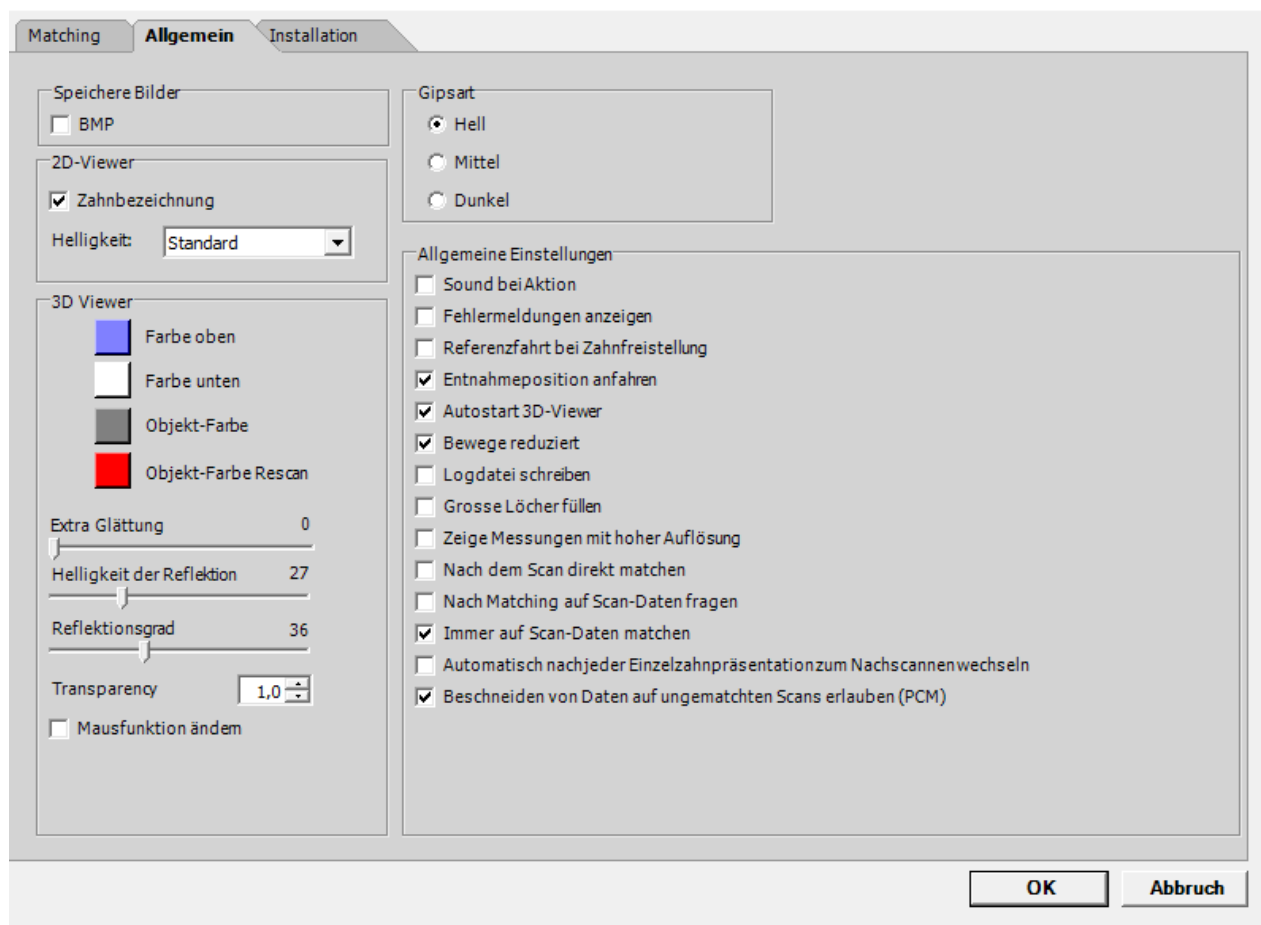 Matching
Allgemein
Installation
Speichere Bilder
BMP
2D-Viewer
Zahnbezeichnung
Helligkeit: Standard
3D Viewer
Farbe oben
Farbe unten
Objekt-Farbe
Objekt-Farbe Rescan
Extra Glättung 0
Helligkeit der Reflektion 27
Reflektionsgrad 36
Transparency 1,0
Mausfunktion ändern
Gipsart
Hell
Mittel
Dunkel
Allgemeine Einstellungen
Sound bei Aktion
Fehlermeldungen anzeigen
Referenzfahrt bei Zahnfreistellung
Entnahmeposition anfahren
Autostart 3D-Viewer
Bewege reduziert
Logdatei schreiben
Grosse Löcher füllen
Zeige Messungen mit hoher Auflösung
Nach dem Scan direkt matchen
Nach Matching auf Scan-Daten fragen
Immer auf Scan-Daten matchen
Automatisch nach jeder Einzelzahnpräsentation zum Nachscannen wechseln
Beschneiden von Daten auf ungematchten Scans erlauben (PCM)
OK
Abbruch